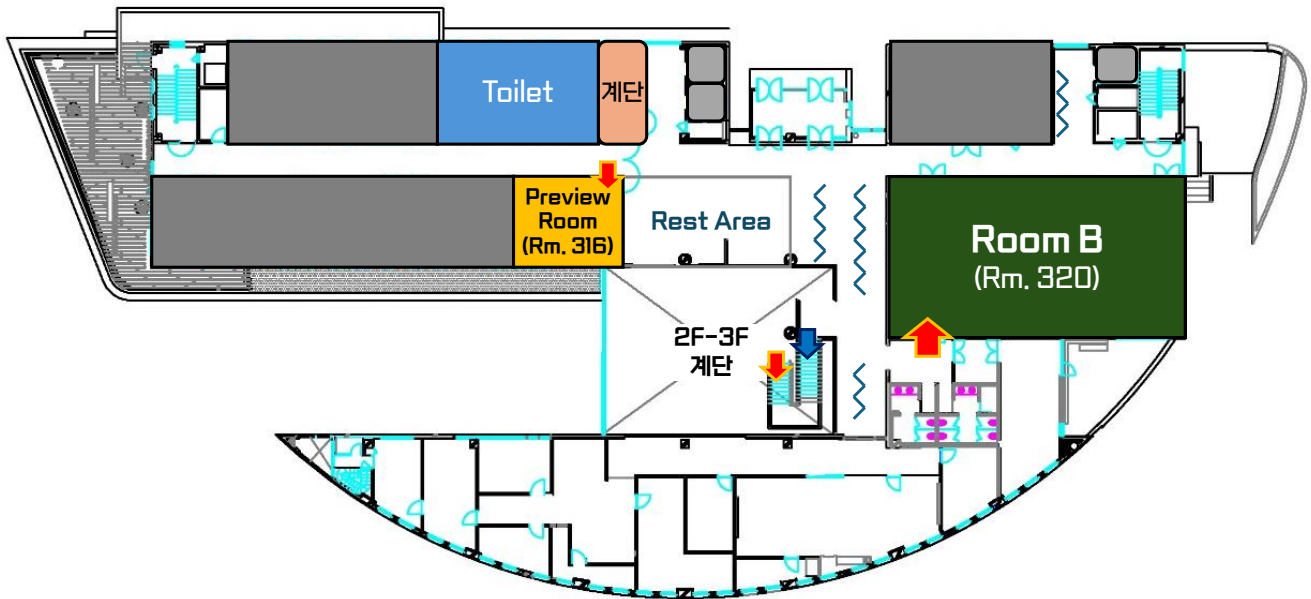 Toilet
계단
Preview
Room
(Rm. 316)
Rest Area
Room B
(Rm. 320)
2F-3F
계단